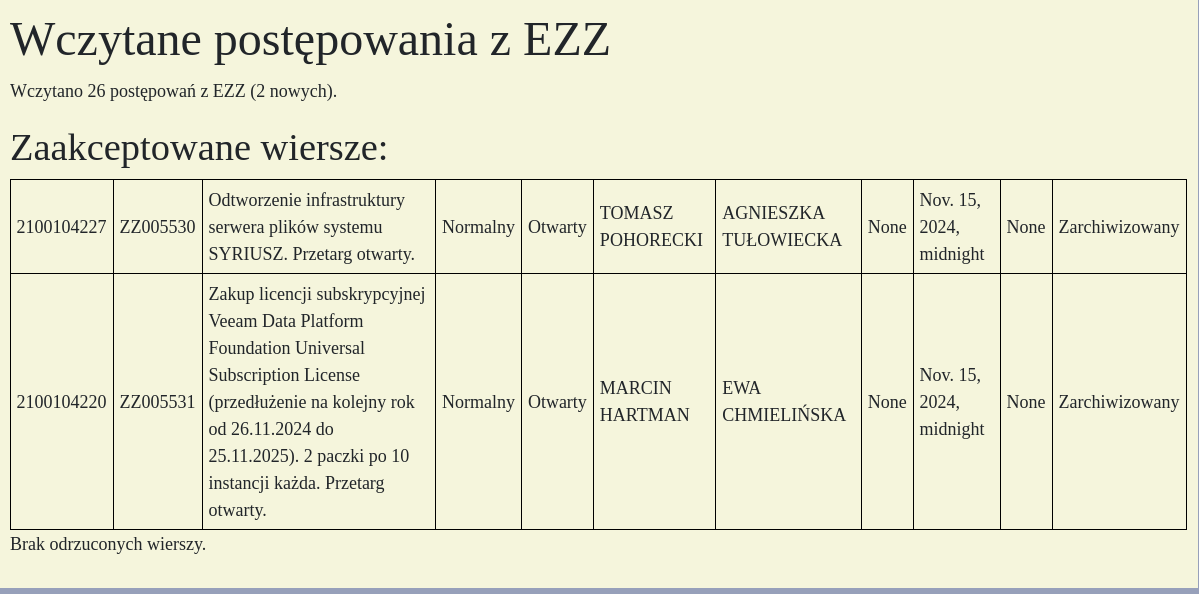 Wczytane postępowania z EZZ
Wczytano 26 postępowań z EZZ (2 nowych).
Zaakceptowane wiersze:
2100104227 ZZ005530 Odtworzenie infrastruktury serwera plików systemu SYRIUSZ. Przetarg otwarty. Normalny Otwarty TOMASZ POHORECKI AGNIESZKA TUŁOWIECKA None Nov. 15, 2024, midnight None Zarchiwizowany
2100104220 ZZ005531 Zakup licencji subskrypcyjnej Veeam Data Platform Foundation Universal Subscription License (przedłużenie na kolejny rok od 26.11.2024 do 25.11.2025). 2 paczki po 10 instancji każda. Przetarg otwarty. Normalny Otwarty MARCIN HARTMAN EWA CHMIELIŃSKA None Nov. 15, 2024, midnight None Zarchiwizowany
Brak odrzuconych wierszy.